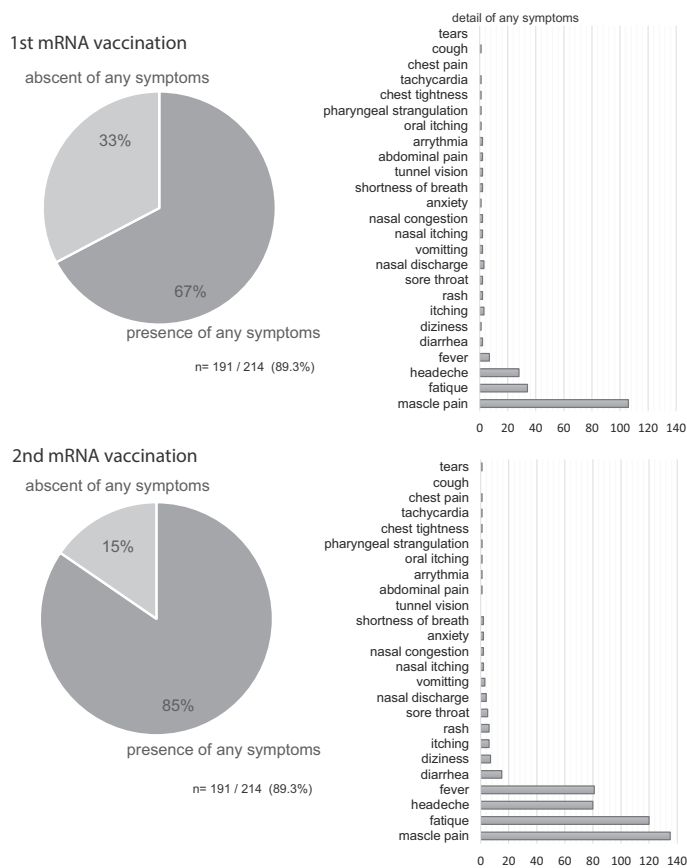 detail of any symptoms
1st mRNA vaccination
abscent of any symptoms
33%
67%
presence of any symptoms
n= 191 / 214 (89.3%)
tears
cough
chest pain
tachycardia
chest tightness
pharyngeal strangulation
oral itching
arrythmia
abdominal pain
tunnel vision
shortness of breath
anxiety
nasal congestion
nasal itching
vomitting
nasal discharge
sore throat
rash
itching
diziness
diarrhea
fever
headeche
fatique
mascle pain
0 20 40 60 80 100 120 140
2nd mRNA vaccination
abscent of any symptoms
15%
85%
presence of any symptoms
n= 191 / 214 (89.3%)
tears
cough
chest pain
tachycardia
chest tightness
pharyngeal strangulation
oral itching
arrythmia
abdominal pain
tunnel vision
shortness of breath
anxiety
nasal congestion
nasal itching
vomitting
nasal discharge
sore throat
rash
itching
diziness
diarrhea
fever
headeche
fatique
mascle pain
0 20 40 60 80 100 120 140